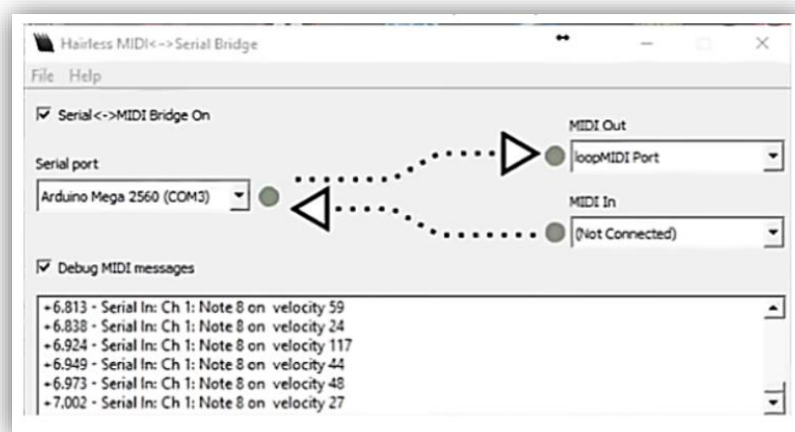 Hairless MIDI<->Serial Bridge
File Help
Serial<->MIDI Bridge On
MIDI Out
loopMIDI Port
Serial port
Arduino Mega 2560 (COM3)
MIDI In
(Not Connected)
Debug MIDI messages
+6.813 - Serial In: Ch 1: Note 8 on velocity 59
+6.838 - Serial In: Ch 1: Note 8 on velocity 24
+6.924 - Serial In: Ch 1: Note 8 on velocity 117
+6.949 - Serial In: Ch 1: Note 8 on velocity 44
+6.973 - Serial In: Ch 1: Note 8 on velocity 48
+7.002 - Serial In: Ch 1: Note 8 on velocity 27